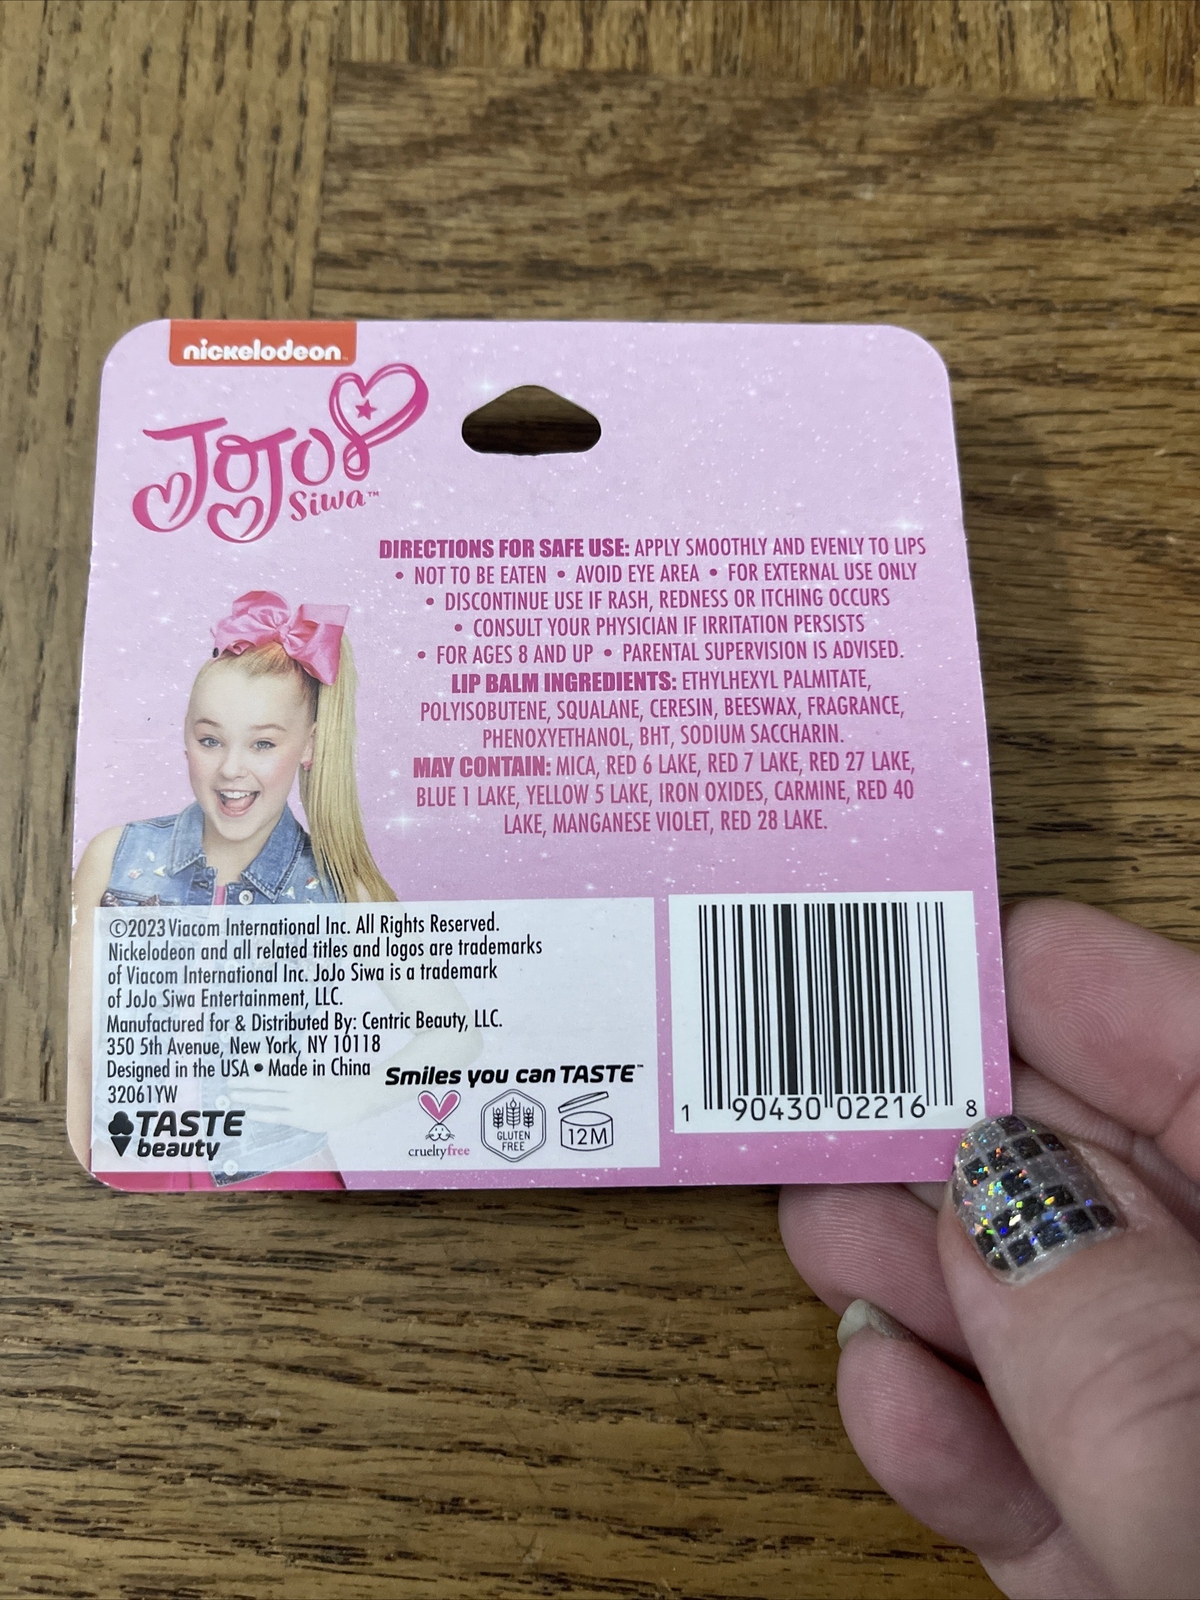 nickelodeon
JoJo
Siwa™
DIRECTIONS FOR SAFE USE: APPLY SMOOTHLY AND EVENLY TO LIPS
• NOT TO BE EATEN • AVOID EYE AREA • FOR EXTERNAL USE ONLY
• DISCONTINUE USE IF RASH, REDNESS OR ITCHING OCCURS
• CONSULT YOUR PHYSICIAN IF IRRITATION PERSISTS
• FOR AGES 8 AND UP • PARENTAL SUPERVISION IS ADVISED.
LIP BALM INGREDIENTS: ETHYLHEXYL PALMITATE,
POLYISOBUTENE, SQUALANE, CERESIN, BEESWAX, FRAGRANCE,
PHENOXYETHANOL, BHT, SODIUM SACCHARIN.
MAY CONTAIN: MICA, RED 6 LAKE, RED 7 LAKE, RED 27 LAKE,
BLUE 1 LAKE, YELLOW 5 LAKE, IRON OXIDES, CARMINE, RED 40
LAKE, MANGANESE VIOLET, RED 28 LAKE.
©2023 Viacom International Inc. All Rights Reserved.
Nickelodeon and all related titles and logos are trademarks
of Viacom International Inc. JoJo Siwa is a trademark
of JoJo Siwa Entertainment, LLC.
Manufactured for & Distributed By: Centric Beauty, LLC.
350 5th Avenue, New York, NY 10118
Designed in the USA • Made in China
32061YW
TASTE
beauty
Smiles you can TASTE™
crueltyfree
GLUTEN
FREE
12M
1 90430 02216 8